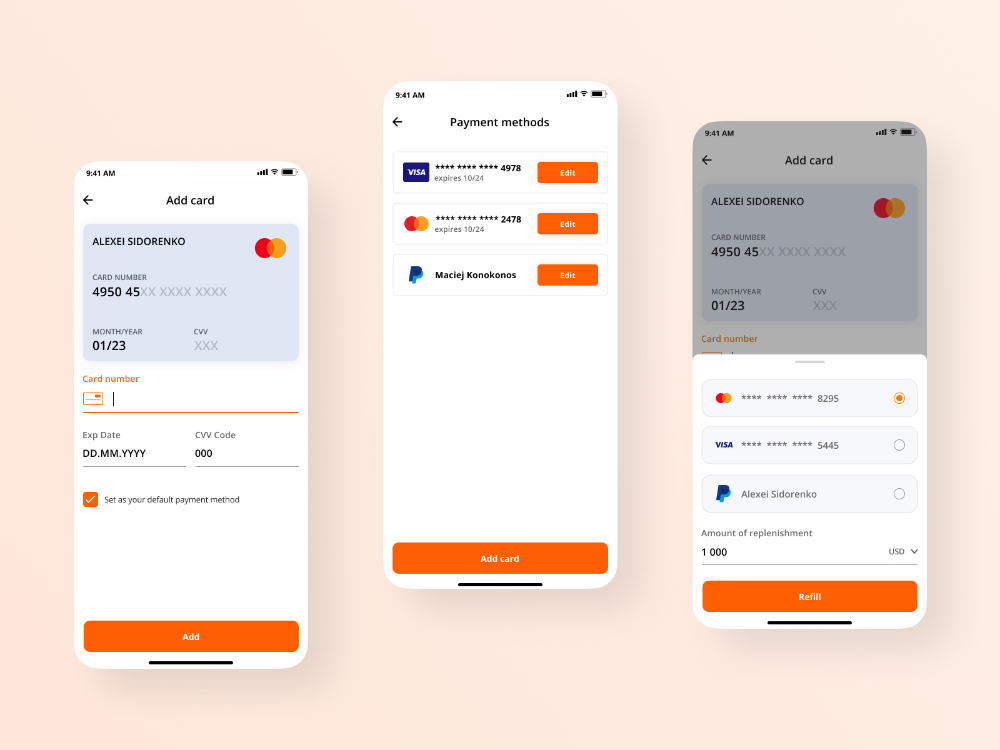 9:41 AM
Add card
ALEXEI SIDORENKO
CARD NUMBER
4950 45XX XXXX XXXX
MONTH/YEAR CVV
01/23 XXX
Card number
Exp Date CVV Code
DD.MM.YYYY 000
Set as your default payment method
Add
9:41 AM
Payment methods
VISA **** **** **** 4978 Edit
expires 10/24
**** **** **** 2478 Edit
expires 10/24
Maciej Konokonos Edit
Add card
9:41 AM
Add card
ALEXEI SIDORENKO
CARD NUMBER
4950 45XX XXXX XXXX
MONTH/YEAR CVV
01/23 XXX
Card number
**** **** **** 8295
VISA **** **** **** 5445
Alexei Sidorenko
Amount of replenishment
1 000 USD
Refill